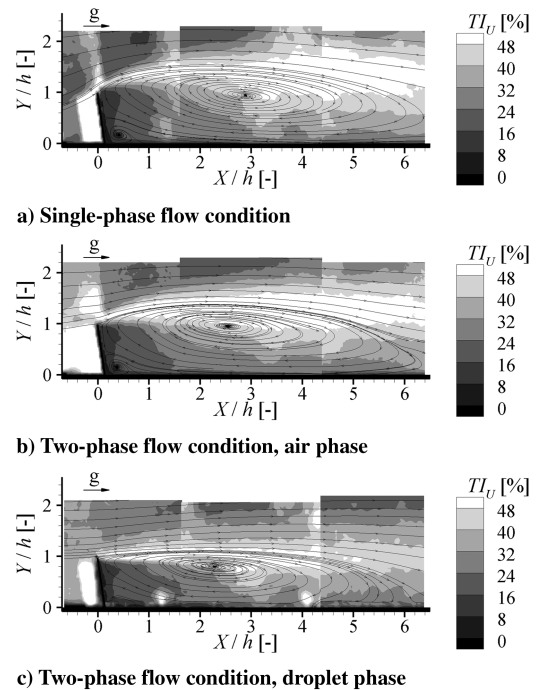 g
TI_U [%]
2
48
40
32
1
24
16
8
0
0
Y / h [-]
0 1 2 3 4 5 6
X / h [-]
a) Single-phase flow condition
g
TI_U [%]
2
48
40
32
1
24
16
8
0
0
Y / h [-]
0 1 2 3 4 5 6
X / h [-]
b) Two-phase flow condition, air phase
g
TI_U [%]
2
48
40
32
1
24
16
8
0
0
Y / h [-]
0 1 2 3 4 5 6
X / h [-]
c) Two-phase flow condition, droplet phase